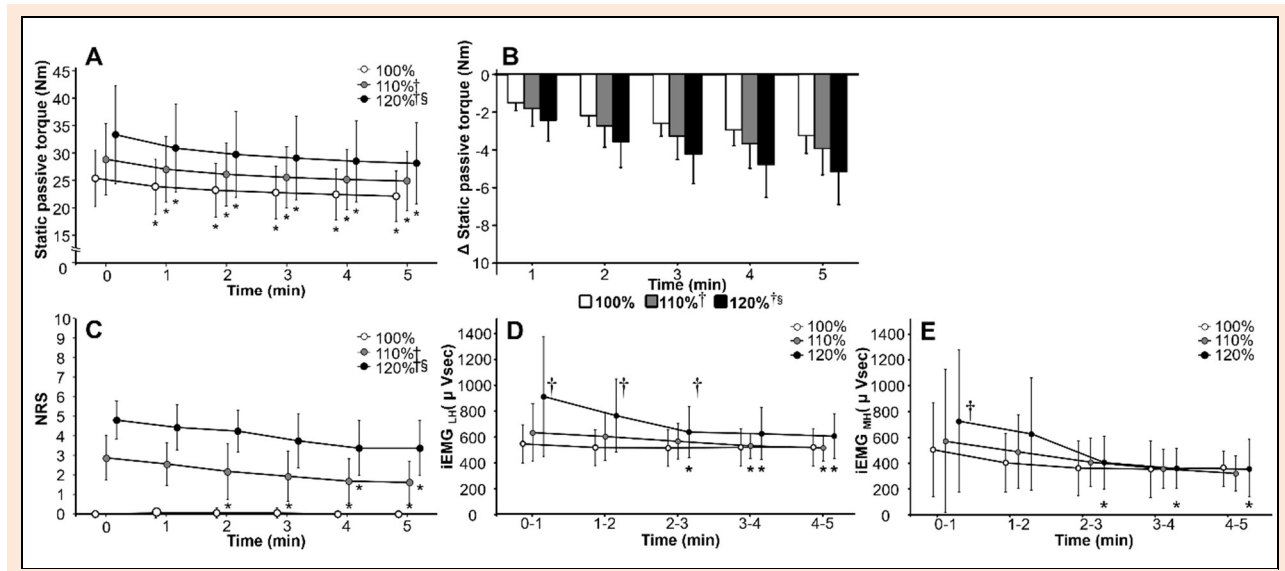 A
Static passive torque (Nm)
45
40
35
30
25
20
15
0
100%
110%†
120%†§
* * * * * * * * * * * * * * *
0 1 2 3 4 5
Time (min)
B
Δ Static passive torque (Nm)
0
-2
-4
-6
-8
10
1 2 3 4 5
Time (min)
100% 110%† 120%†§
C
NRS
10
9
8
7
6
5
4
3
2
1
0
100%
110%†
120%†§
* * * * * *
0 1 2 3 4 5
Time (min)
D
iEMG LH( μ Vsec)
1400
1200
1000
800
600
400
200
0
100%
110%
120%
† † †
* ** **
0-1 1-2 2-3 3-4 4-5
Time (min)
E
iEMG MH( μ Vsec)
1400
1200
1000
800
600
400
200
0
100%
110%
120%
†
* * *
0-1 1-2 2-3 3-4 4-5
Time (min)